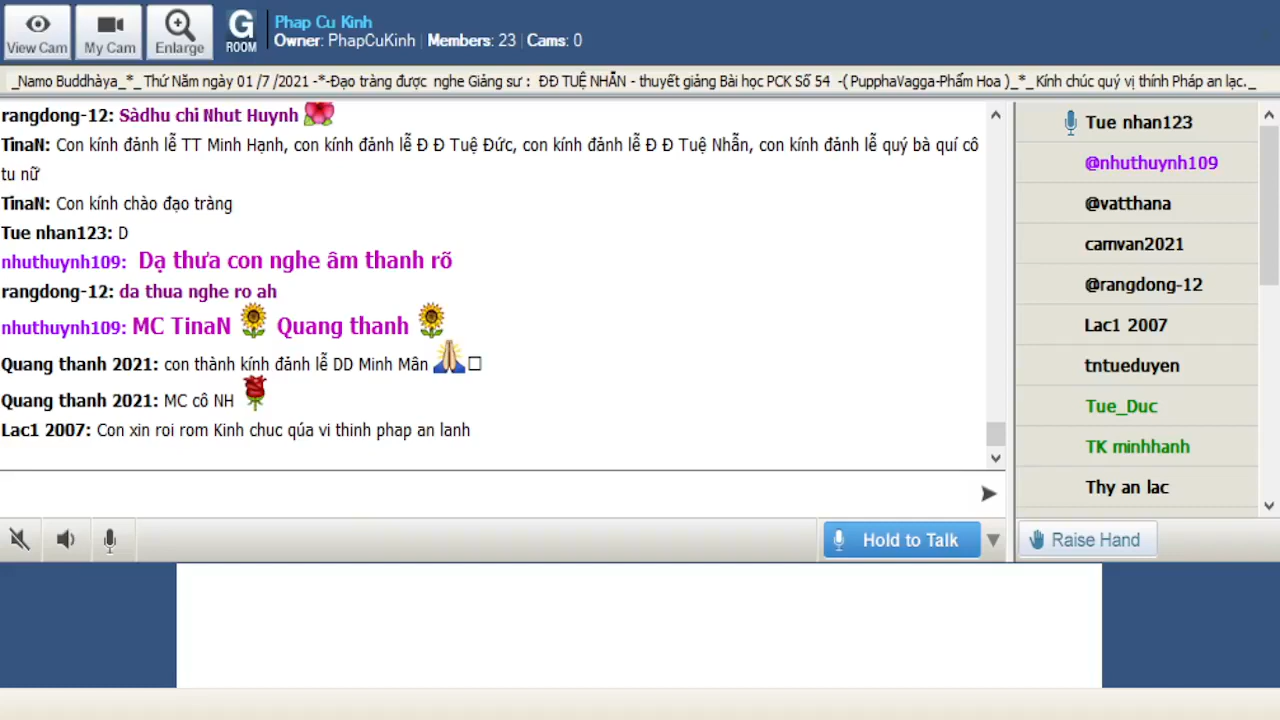 View Cam
My Cam
Enlarge
G
ROOM
Phap Cu Kinh
Owner: PhapCuKinh | Members: 23 | Cams: 0
_Namo Buddhàya_*_ Thứ Năm ngày 01 /7 /2021 -*-Đạo tràng được nghe Giảng sư : ĐĐ TUỆ NHẪN - thuyết giảng Bài học PCK Số 54 -( PupphaVagga-Phẩm Hoa )_*_ Kính chúc quý vị thính Pháp an lạc._
rangdong-12: Sàdhu chi Nhut Huynh
TinaN: Con kính đảnh lễ TT Minh Hạnh, con kính đảnh lễ Đ Đ Tuệ Đức, con kính đảnh lễ Đ Đ Tuệ Nhẫn, con kính đảnh lễ quý bà quí cô
tu nữ
TinaN: Con kính chào đạo tràng
Tue nhan123: D
nhuthuynh109: Dạ thưa con nghe âm thanh rõ
rangdong-12: da thua nghe ro ah
nhuthuynh109: MC TinaN Quang thanh
Quang thanh 2021: con thành kính đảnh lễ DD Minh Mân
Quang thanh 2021: MC cô NH
Lac1 2007: Con xin roi rom Kinh chuc qúa vi thinh phap an lanh
Hold to Talk
Tue nhan123
@nhuthuynh109
@vatthana
camvan2021
@rangdong-12
Lac1 2007
tntueduyen
Tue_Duc
TK minhhanh
Thy an lac
Raise Hand